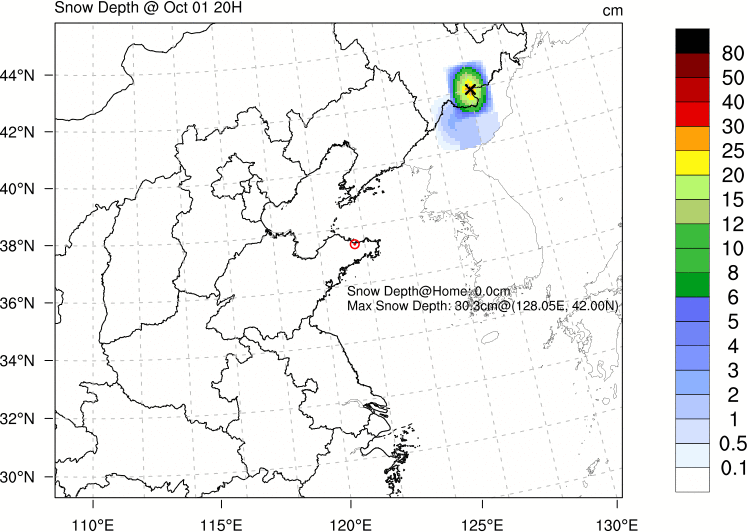 Snow Depth @ Oct 01 20H
cm
44°N
42°N
40°N
38°N
36°N
34°N
32°N
30°N
110°E
115°E
120°E
125°E
130°E
Snow Depth@Home: 0.0cm
Max Snow Depth: 30.3cm@(128.05E, 42.00N)
80
50
40
30
25
20
15
12
10
8
6
5
4
3
2
1
0.5
0.1